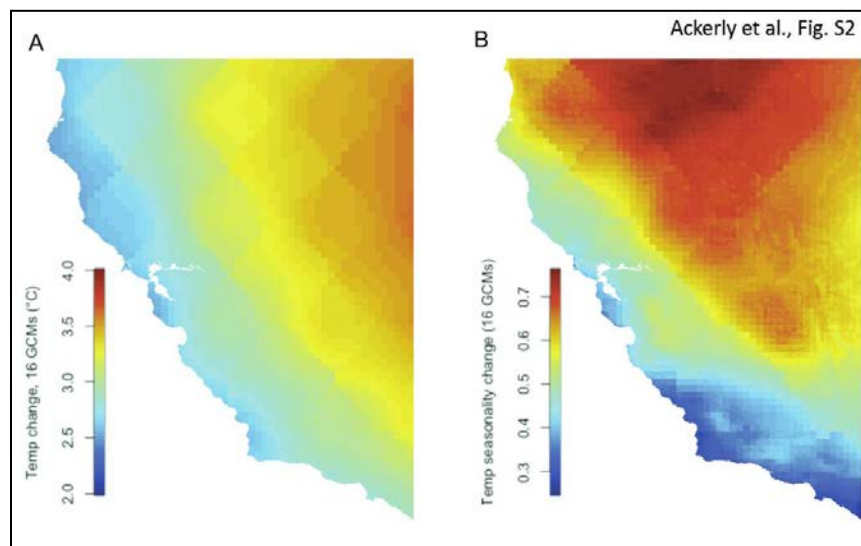 Ackerly et al., Fig. S2
A
B
Temp change, 16 GCMs (°C)
4.0
3.5
3.0
2.5
2.0
Temp seasonality change (16 GCMs)
0.7
0.6
0.5
0.4
0.3